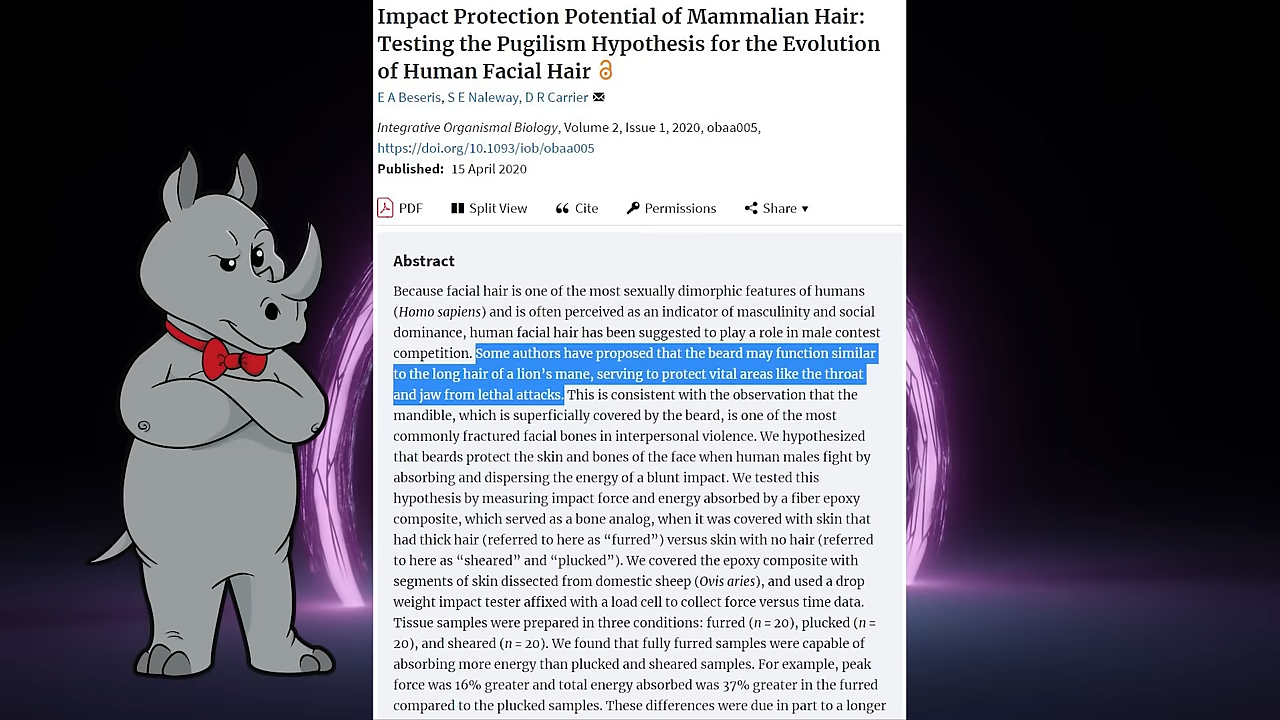 Impact Protection Potential of Mammalian Hair:
Testing the Pugilism Hypothesis for the Evolution
of Human Facial Hair
E A Beseris, S E Naleway, D R Carrier
Integrative Organismal Biology, Volume 2, Issue 1, 2020, obaa005,
https://doi.org/10.1093/iob/obaa005
Published: 15 April 2020
PDF Split View Cite Permissions Share
Abstract
Because facial hair is one of the most sexually dimorphic features of humans
(Homo sapiens) and is often perceived as an indicator of masculinity and social
dominance, human facial hair has been suggested to play a role in male contest
competition. Some authors have proposed that the beard may function similar
to the long hair of a lion’s mane, serving to protect vital areas like the throat
and jaw from lethal attacks. This is consistent with the observation that the
mandible, which is superficially covered by the beard, is one of the most
commonly fractured facial bones in interpersonal violence. We hypothesized
that beards protect the skin and bones of the face when human males fight by
absorbing and dispersing the energy of a blunt impact. We tested this
hypothesis by measuring impact force and energy absorbed by a fiber epoxy
composite, which served as a bone analog, when it was covered with skin that
had thick hair (referred to here as “furred”) versus skin with no hair (referred
to here as “sheared” and “plucked”). We covered the epoxy composite with
segments of skin dissected from domestic sheep (Ovis aries), and used a drop
weight impact tester affixed with a load cell to collect force versus time data.
Tissue samples were prepared in three conditions: furred (n = 20), plucked (n =
20), and sheared (n = 20). We found that fully furred samples were capable of
absorbing more energy than plucked and sheared samples. For example, peak
force was 16% greater and total energy absorbed was 37% greater in the furred
compared to the plucked samples. These differences were due in part to a longer